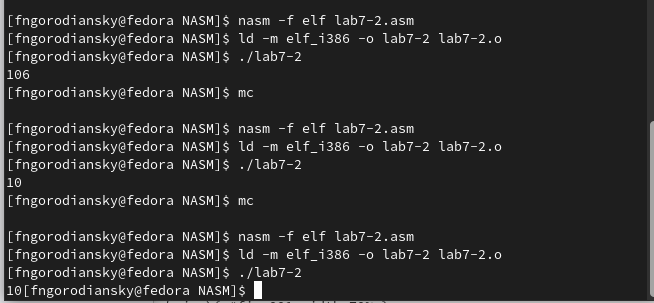 [fngorodiansky@fedora NASM]$ nasm -f elf lab7-2.asm
[fngorodiansky@fedora NASM]$ ld -m elf_i386 -o lab7-2 lab7-2.o
[fngorodiansky@fedora NASM]$ ./lab7-2
106
[fngorodiansky@fedora NASM]$ mc
[fngorodiansky@fedora NASM]$ nasm -f elf lab7-2.asm
[fngorodiansky@fedora NASM]$ ld -m elf_i386 -o lab7-2 lab7-2.o
[fngorodiansky@fedora NASM]$ ./lab7-2
10
[fngorodiansky@fedora NASM]$ mc
[fngorodiansky@fedora NASM]$ nasm -f elf lab7-2.asm
[fngorodiansky@fedora NASM]$ ld -m elf_i386 -o lab7-2 lab7-2.o
[fngorodiansky@fedora NASM]$ ./lab7-2
10[fngorodiansky@fedora NASM]$